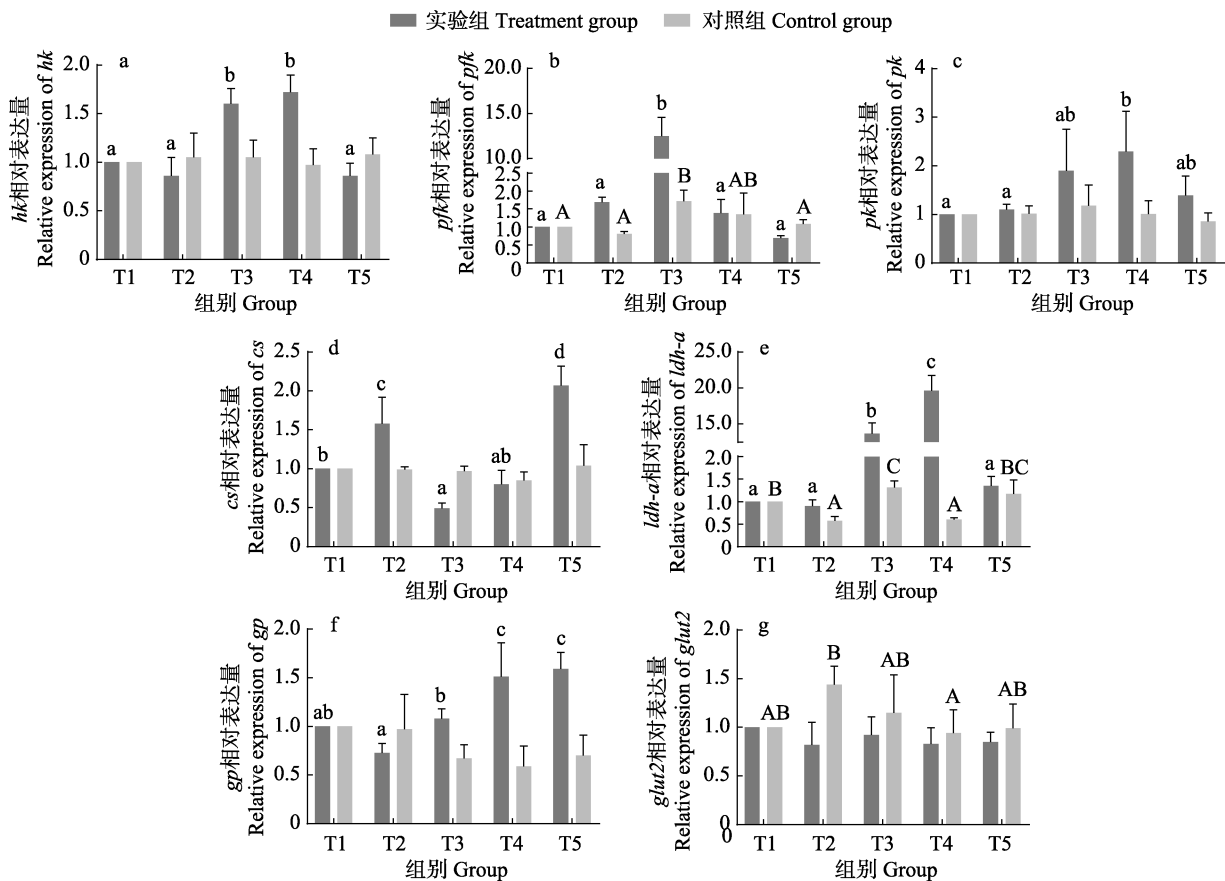 实验组 Treatment group 对照组 Control group
hk相对表达量
Relative expression of hk
2.0
1.5
1.0
0.5
0
a
a
a
b
b
a
T1 T2 T3 T4 T5
组别 Group
pfk相对表达量
Relative expression of pfk
20.0
15.0
10.0
2.5
2.0
1.5
1.0
0.5
0
b
a A
a A
b B
a AB
a A
T1 T2 T3 T4 T5
组别 Group
pk相对表达量
Relative expression of pk
4
3
2
1
0
c
a
a
ab
b
ab
T1 T2 T3 T4 T5
组别 Group
cs相对表达量
Relative expression of cs
2.5
2.0
1.5
1.0
0.5
0
d
b
c
a
ab
d
T1 T2 T3 T4 T5
组别 Group
ldh-a相对表达量
Relative expression of ldh-a
25.0
20.0
15.0
2.0
1.5
1.0
0.5
0
e
a B
a A
b C
c A
a BC
T1 T2 T3 T4 T5
组别 Group
gp相对表达量
Relative expression of gp
2.0
1.5
1.0
0.5
0
f
ab
a
b
c
c
T1 T2 T3 T4 T5
组别 Group
glut2相对表达量
Relative expression of glut2
2.0
1.5
1.0
0.5
0
0
g
AB
B
AB
A
AB
T1 T2 T3 T4 T5
组别 Group